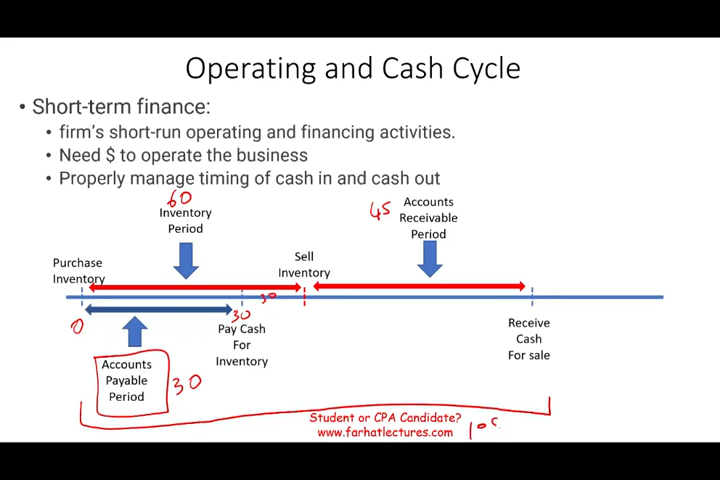 Operating and Cash Cycle
• Short-term finance:
• firm's short-run operating and financing activities.
• Need $ to operate the business
• Properly manage timing of cash in and cash out
60
Inventory
Period
45
Accounts
Receivable
Period
Purchase
Inventory
Sell
Inventory
30
0
30
Pay Cash
For
Inventory
Receive
Cash
For sale
Accounts
Payable
Period
30
Student or CPA Candidate?
www.farhatlectures.com